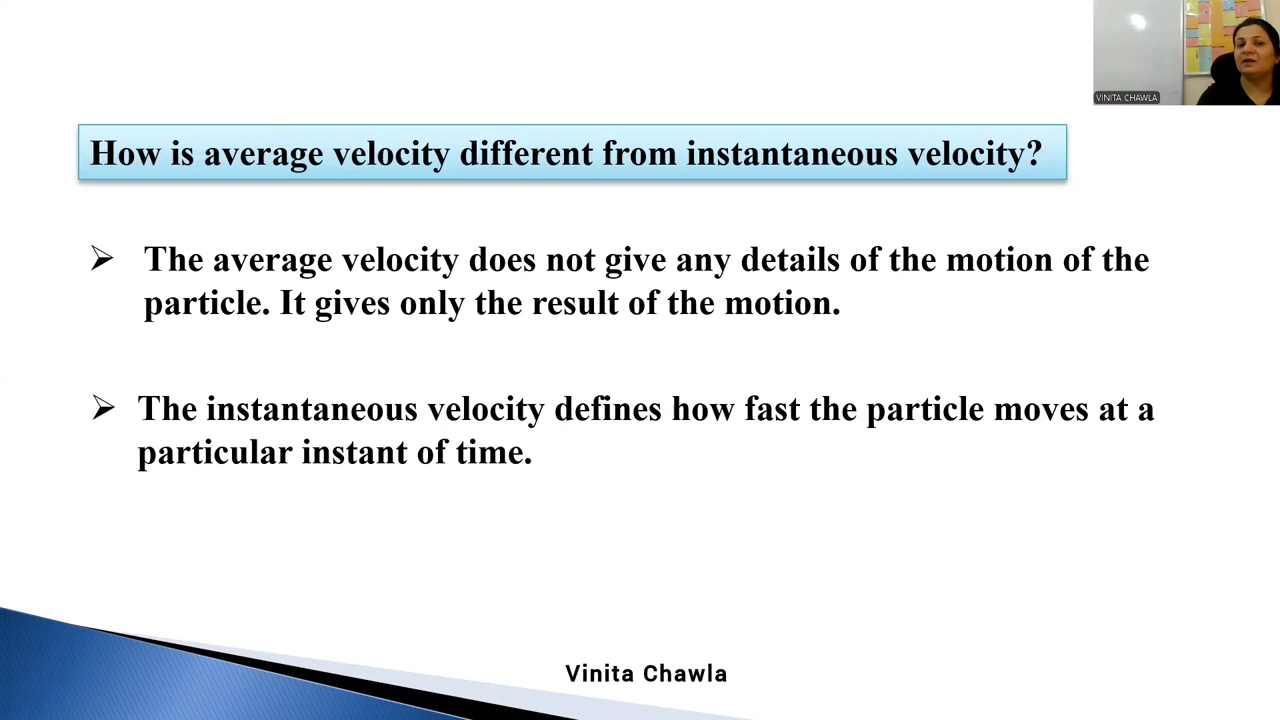 VINITA CHAWLA
How is average velocity different from instantaneous velocity?
➢ The average velocity does not give any details of the motion of the
particle. It gives only the result of the motion.
➢ The instantaneous velocity defines how fast the particle moves at a
particular instant of time.
Vinita Chawla